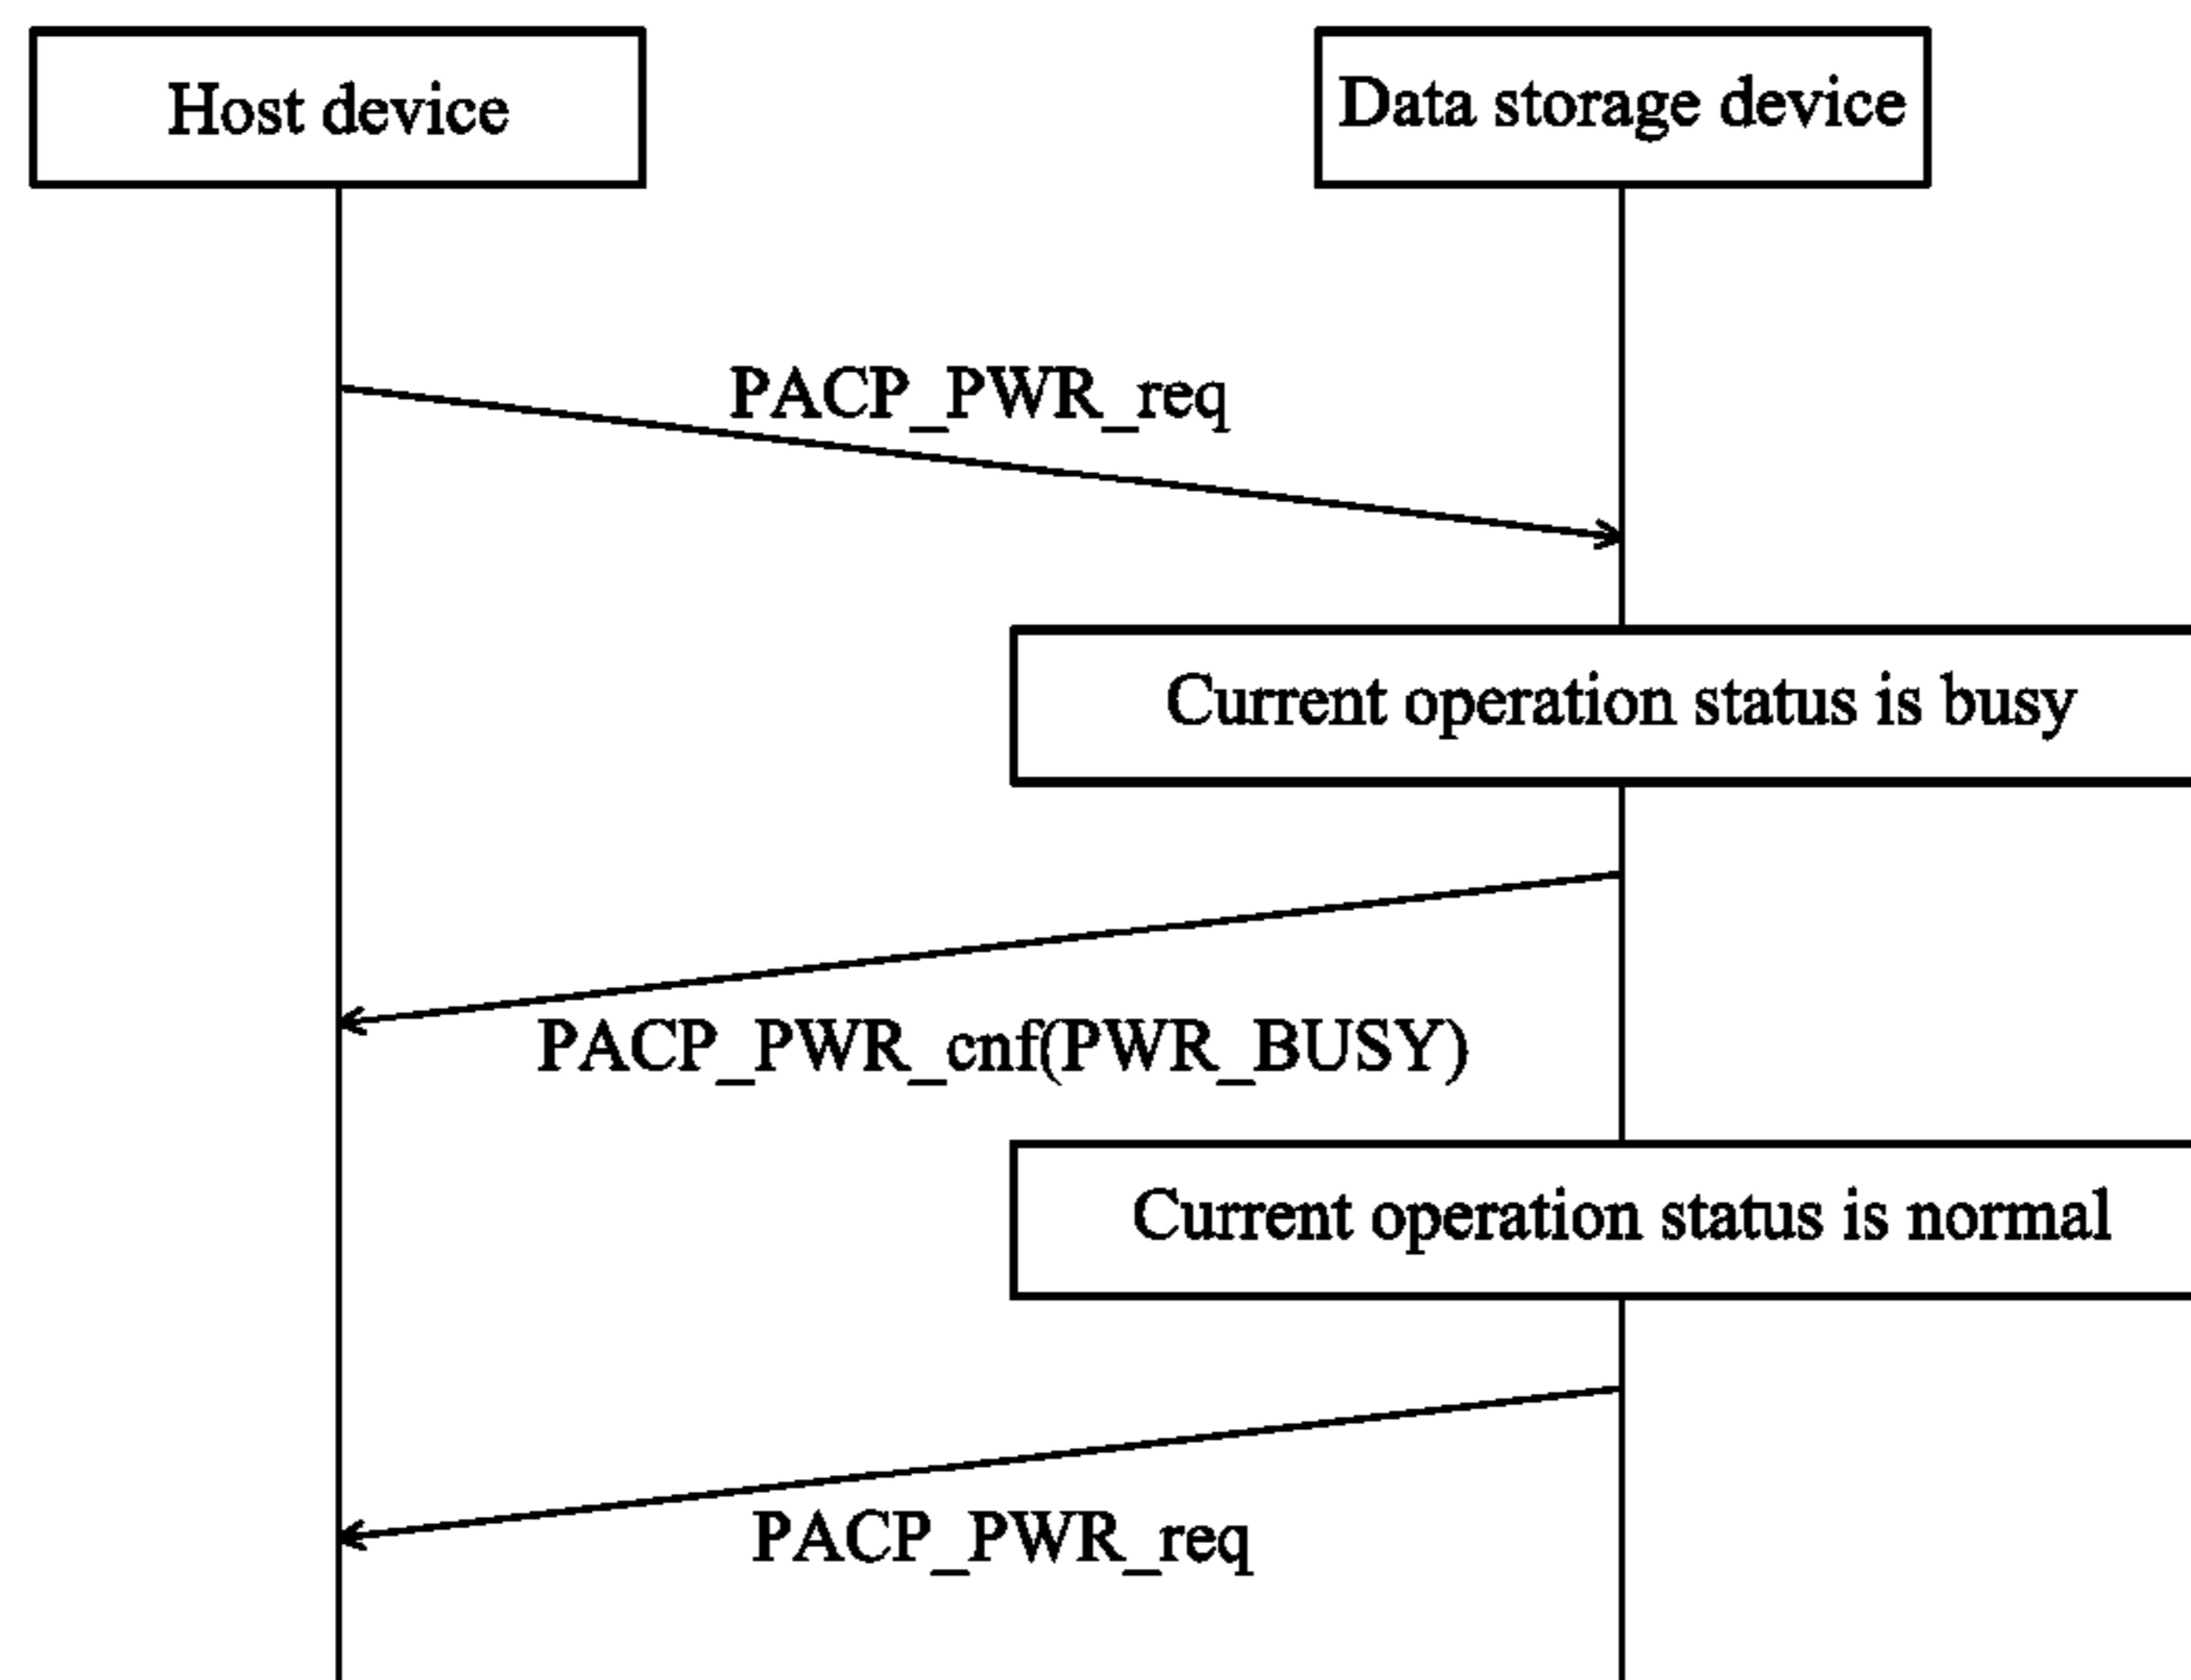 Host device
Data storage device
PACP_PWR_req
Current operation status is busy
PACP_PWR_cnf(PWR_BUSY)
Current operation status is normal
PACP_PWR_req